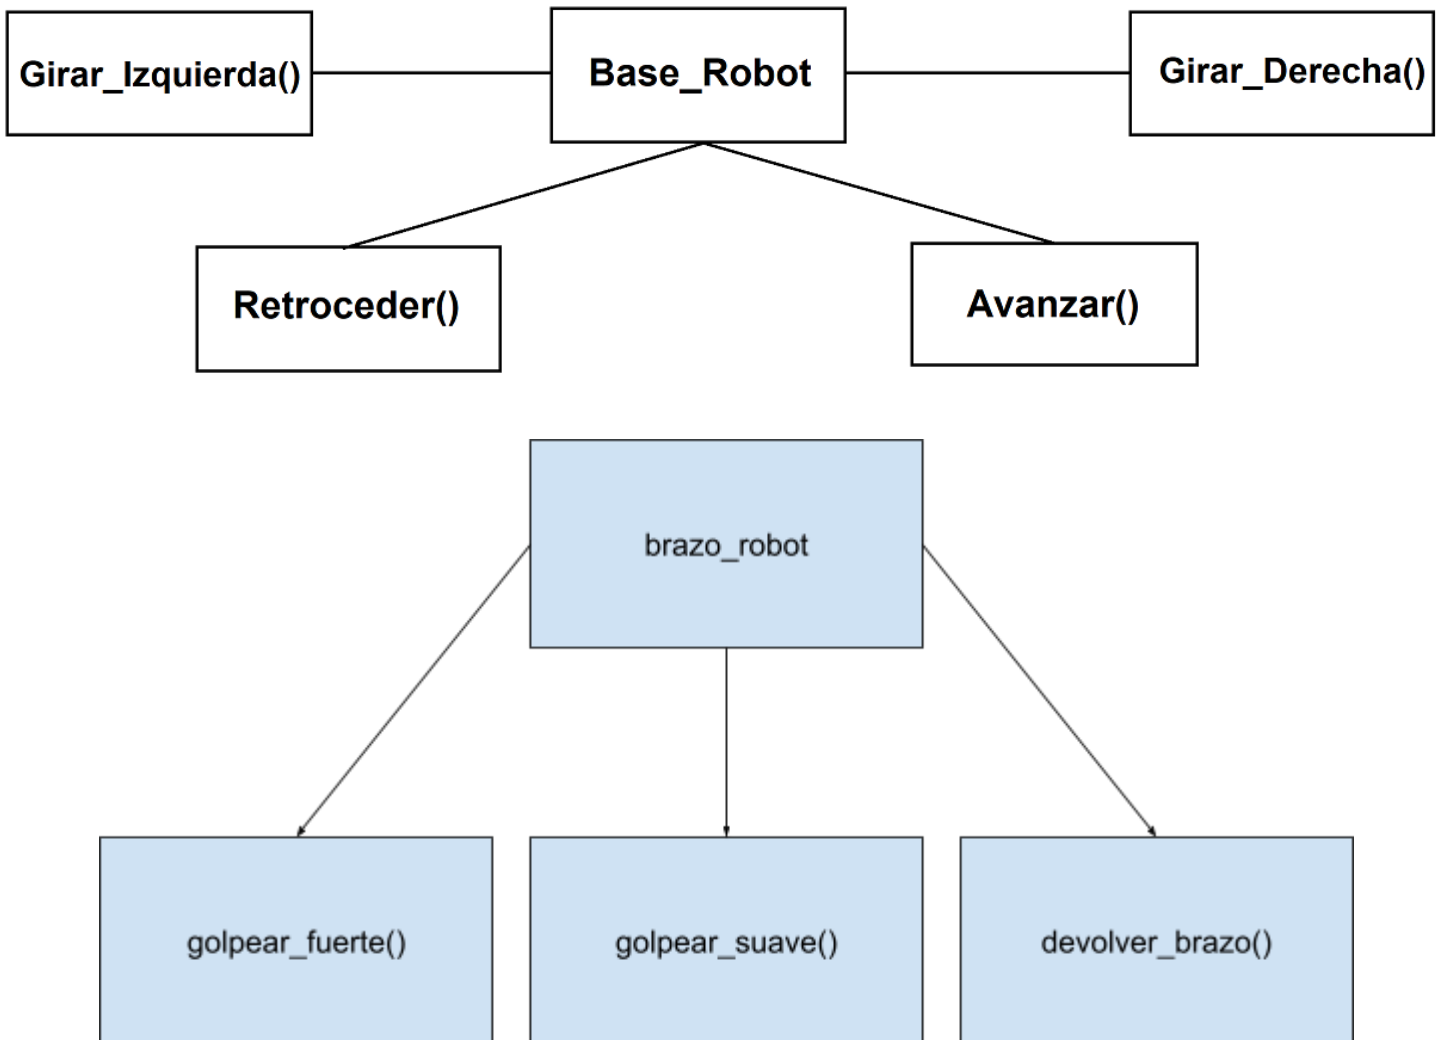 Girar_Izquierda()
Base_Robot
Girar_Derecha()
Retroceder()
Avanzar()
brazo_robot
golpear_fuerte()
golpear_suave()
devolver_brazo()